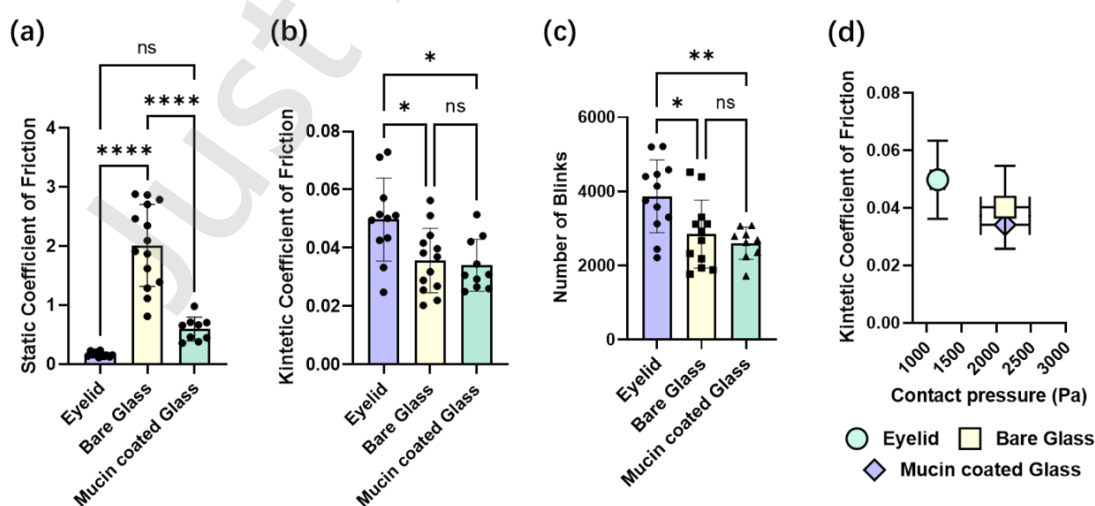 (a)
ns
****
****
Static Coefficient of Friction
4
3
2
1
0
Eyelid
Bare Glass
Mucin coated Glass
(b)
*
*
ns
Kintetic Coefficient of Friction
0.08
0.06
0.04
0.02
0.00
Eyelid
Bare Glass
Mucin coated Glass
(c)
**
*
ns
Number of Blinks
6000
4000
2000
0
Eyelid
Bare Glass
Mucin coated Glass
(d)
Kintetic Coefficient of Friction
0.08
0.06
0.04
0.02
0.00
1000
1500
2000
2500
3000
Contact pressure (Pa)
Eyelid
Bare Glass
Mucin coated Glass
Just